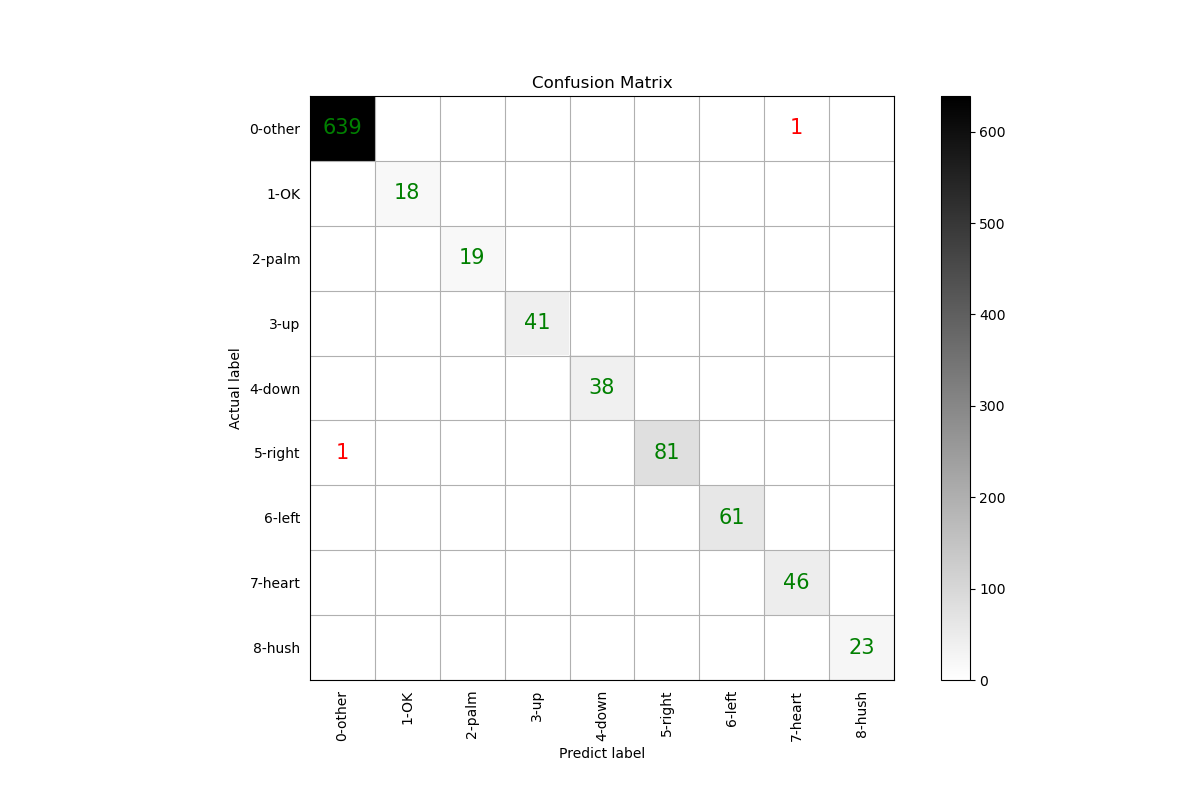 Confusion Matrix
0-other 639 1
1-OK 18
2-palm 19
3-up 41
4-down 38
5-right 1 81
6-left 61
7-heart 46
8-hush 23
Actual label
0-other 1-OK 2-palm 3-up 4-down 5-right 6-left 7-heart 8-hush
Predict label
600
500
400
300
200
100
0